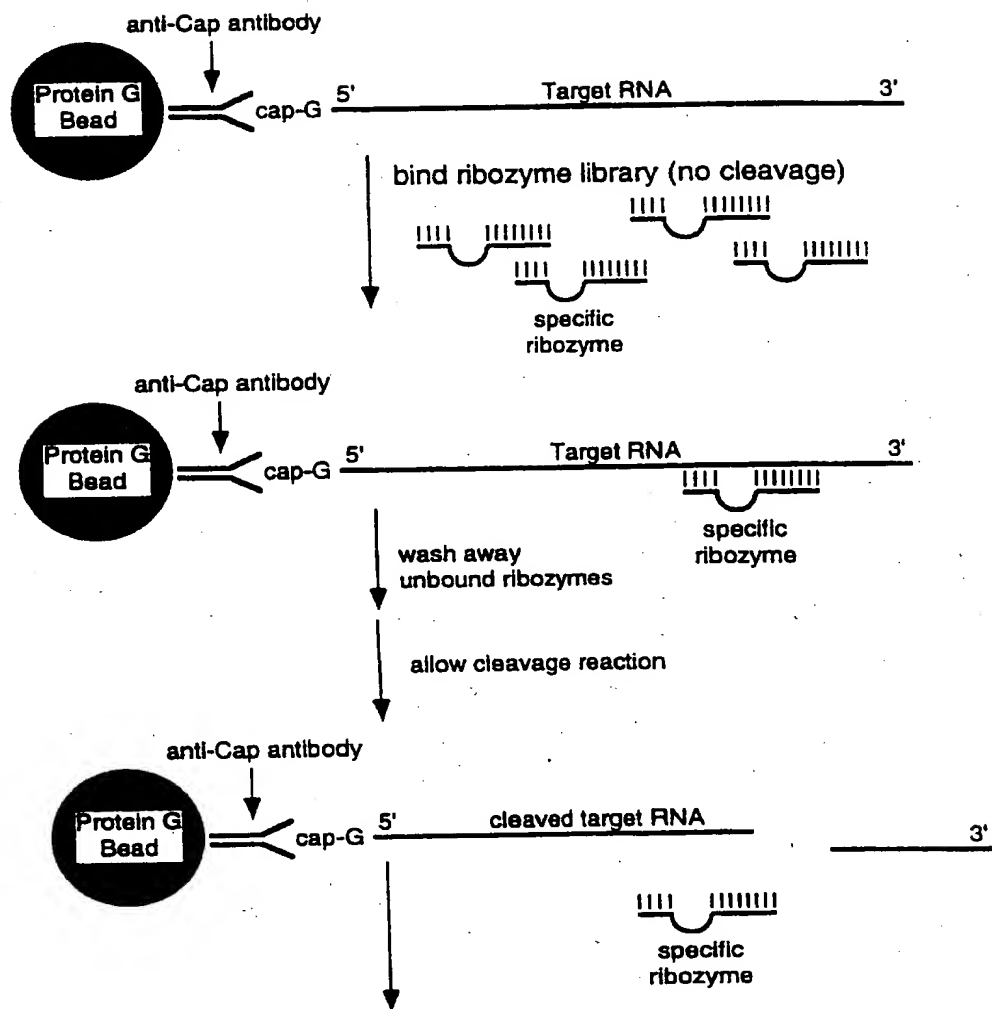 anti-Cap antibody
Protein G
Bead
cap-G
5'
Target RNA
3'
bind ribozyme library (no cleavage)
specific
ribozyme
anti-Cap antibody
Protein G
Bead
cap-G
5'
Target RNA
3'
specific
ribozyme
wash away
unbound ribozymes
allow cleavage reaction
anti-Cap antibody
Protein G
Bead
cap-G
5'
cleaved target RNA
3'
specific
ribozyme